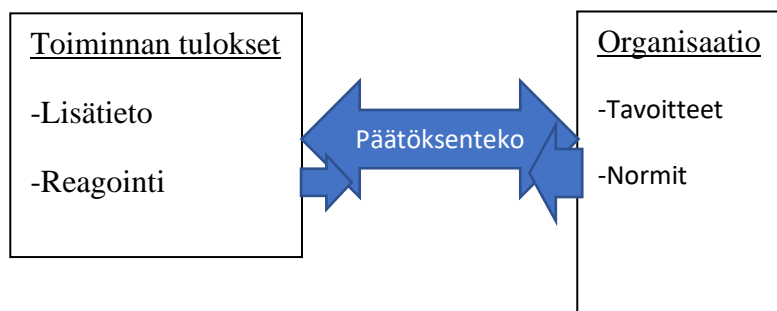 Toiminnan tulokset
-Lisätieto
-Reagointi
Päätöksenteko
Organisaatio
-Tavoitteet
-Normit